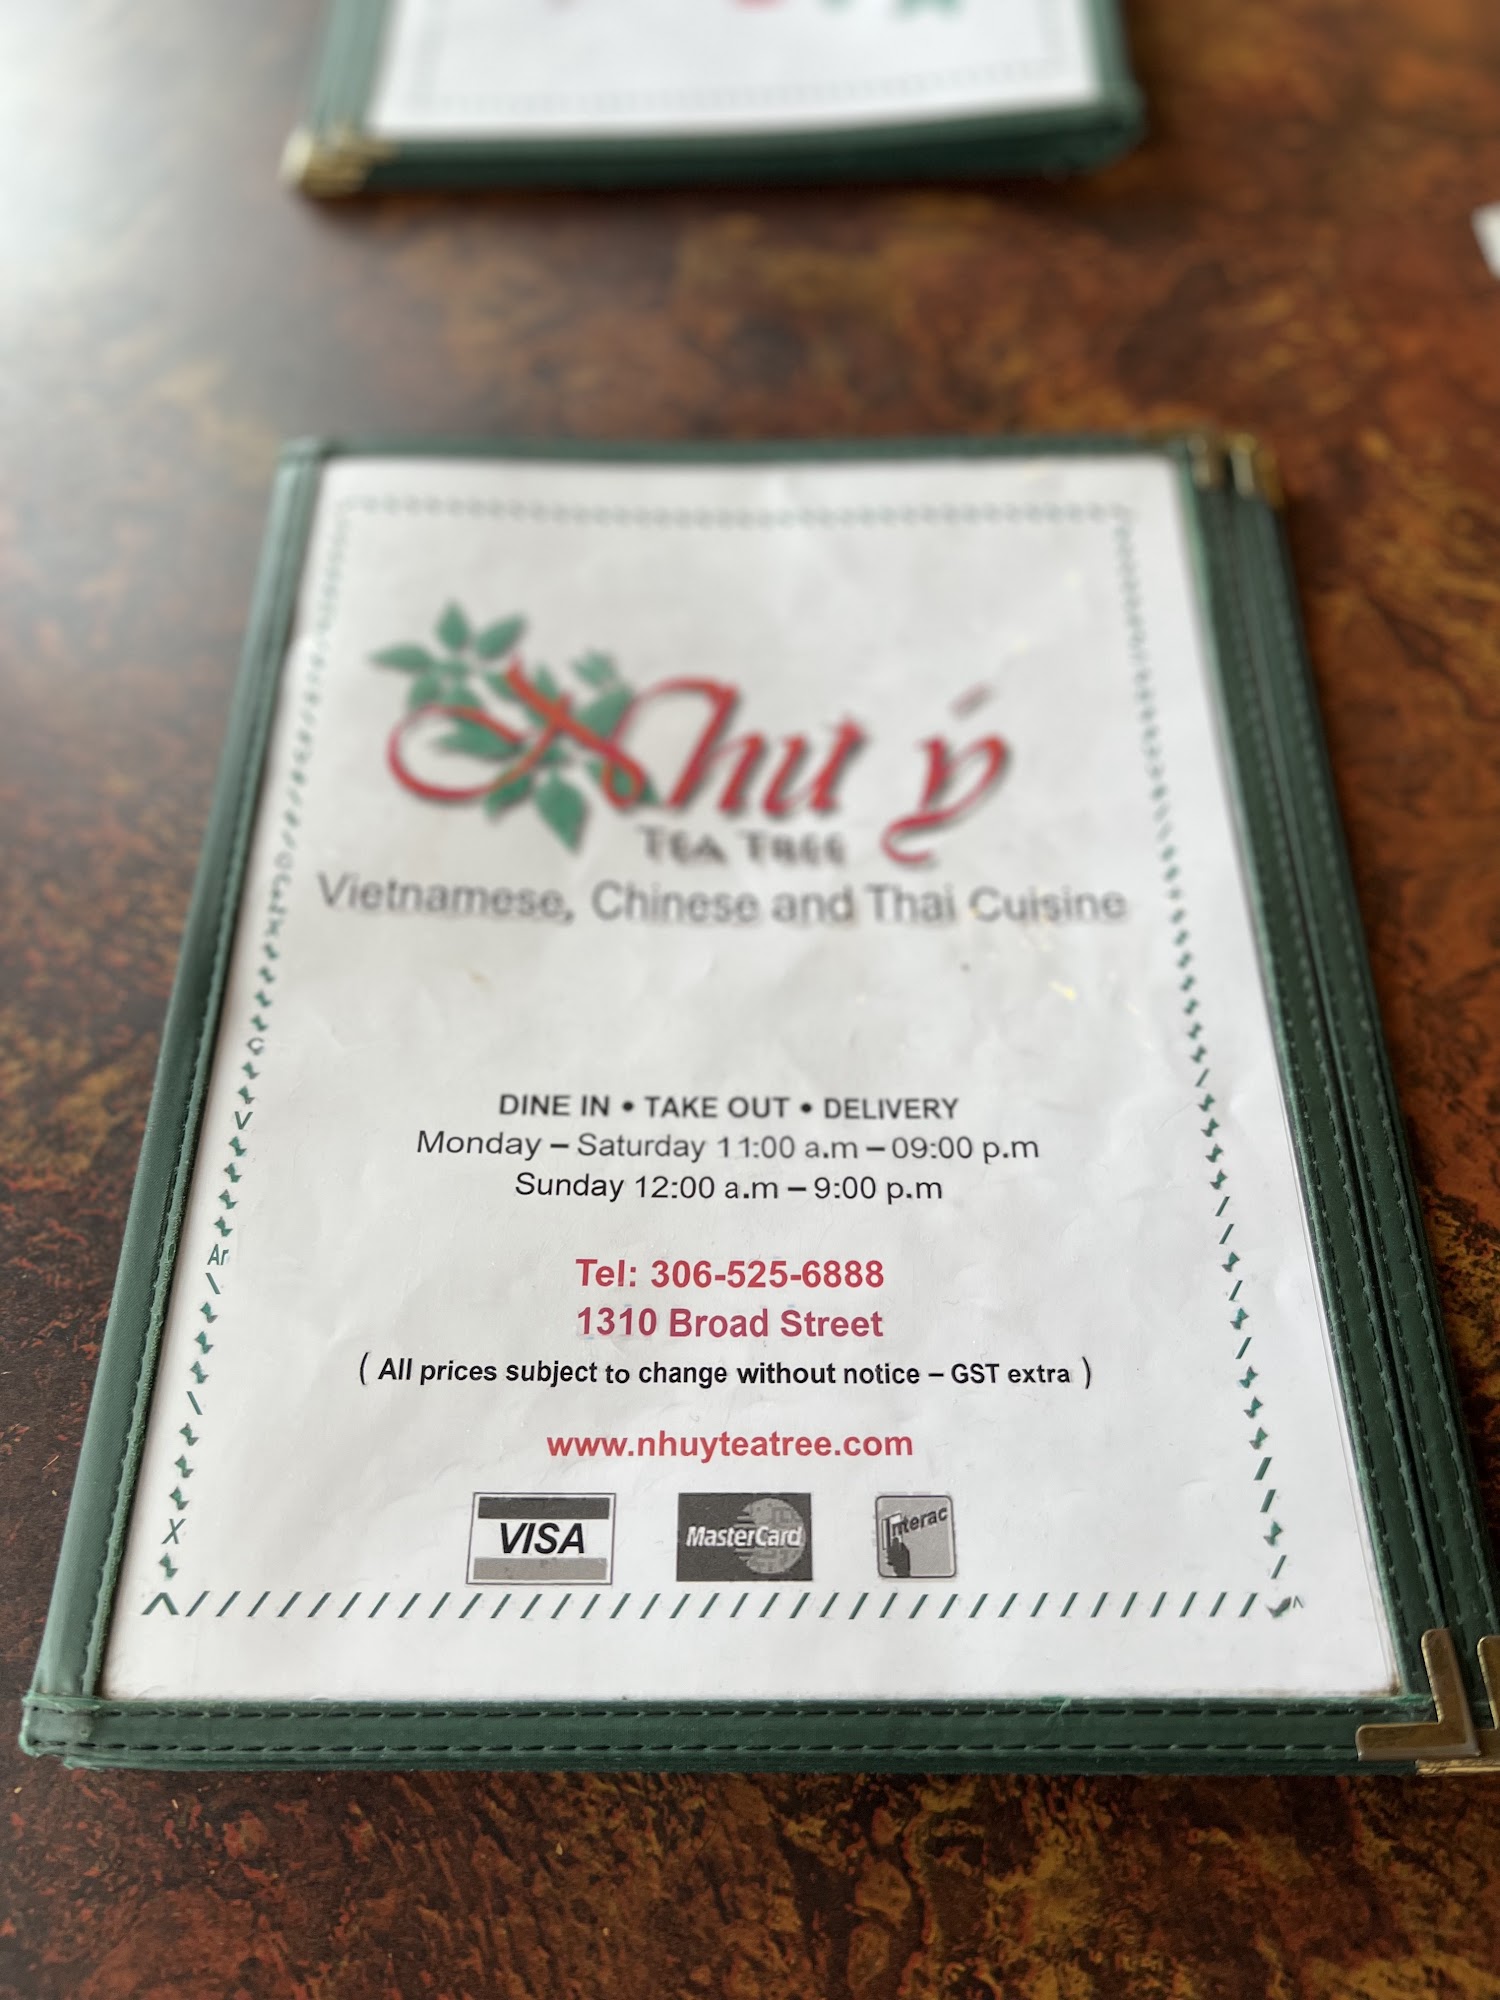 Như ý
TEA TREE
Vietnamese, Chinese and Thai Cuisine
DINE IN • TAKE OUT • DELIVERY
Monday – Saturday 11:00 a.m – 09:00 p.m
Sunday 12:00 a.m – 9:00 p.m
Tel: 306-525-6888
1310 Broad Street
( All prices subject to change without notice – GST extra )
www.nhuyteatree.com
VISA MasterCard Interac